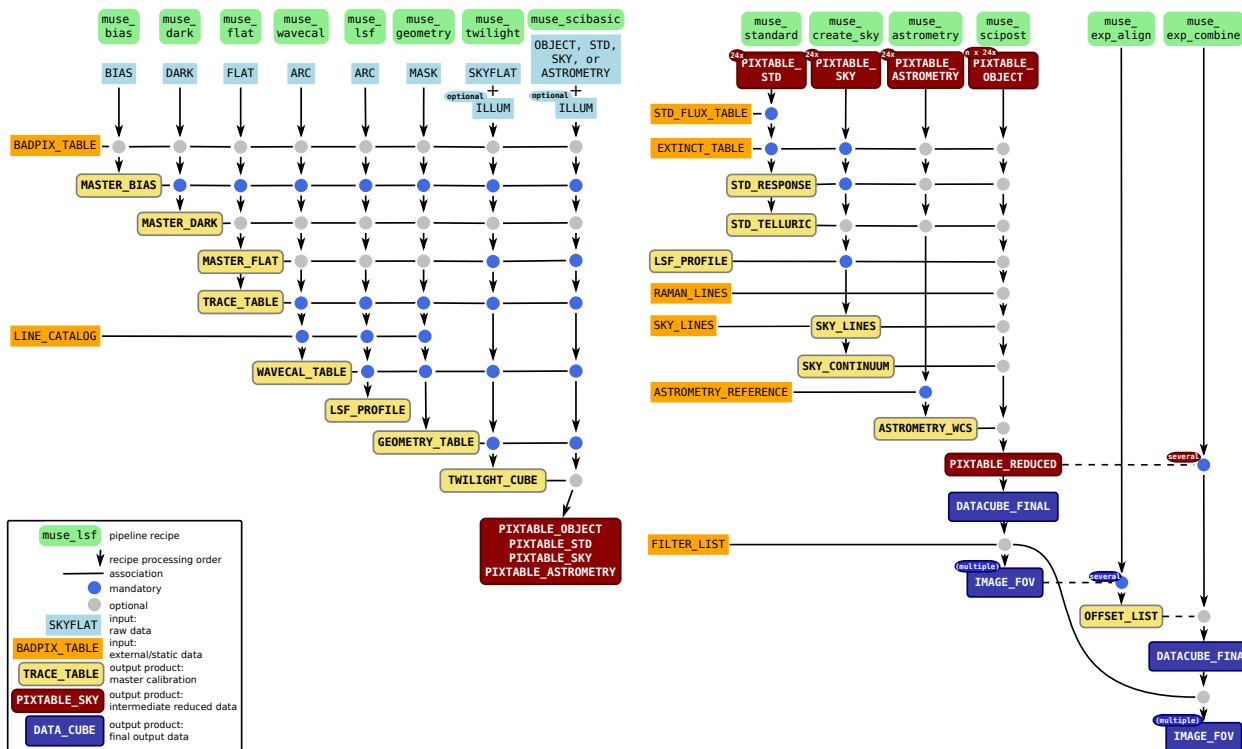 muse_
bias
muse_
dark
muse_
flat
muse_
wavecal
muse_
lsf
muse_
geometry
muse_
twilight
muse_scibasic
BIAS
DARK
FLAT
ARC
ARC
MASK
SKYFLAT
+
optional
ILLUM
OBJECT, STD,
SKY, or
ASTROMETRY
+
optional
ILLUM
BADPIX_TABLE
MASTER_BIAS
MASTER_DARK
MASTER_FLAT
TRACE_TABLE
LINE_CATALOG
WAVECAL_TABLE
LSF_PROFILE
GEOMETRY_TABLE
TWILIGHT_CUBE
PIXTABLE_OBJECT
PIXTABLE_STD
PIXTABLE_SKY
PIXTABLE_ASTROMETRY
muse_lsf pipeline recipe
recipe processing order
association
mandatory
optional
SKYFLAT
input:
raw data
BADPIX_TABLE
input:
external/static data
TRACE_TABLE
output product:
master calibration
PIXTABLE_SKY
output product:
intermediate reduced data
DATA_CUBE
output product:
final output data
muse_
standard
muse_
create_sky
muse_
astrometry
muse_
scipost
muse_
exp_align
muse_
exp_combine
24x
PIXTABLE_
STD
24x
PIXTABLE_
SKY
24x
PIXTABLE_
ASTROMETRY
n x 24x
PIXTABLE_
OBJECT
STD_FLUX_TABLE
EXTINCT_TABLE
STD_RESPONSE
STD_TELLURIC
LSF_PROFILE
RAMAN_LINES
SKY_LINES
SKY_LINES
SKY_CONTINUUM
ASTROMETRY_REFERENCE
ASTROMETRY_WCS
PIXTABLE_REDUCED
several
DATACUBE_FINAL
FILTER_LIST
(multiple)
IMAGE_FOV
several
OFFSET_LIST
DATACUBE_FINAL
(multiple)
IMAGE_FOV